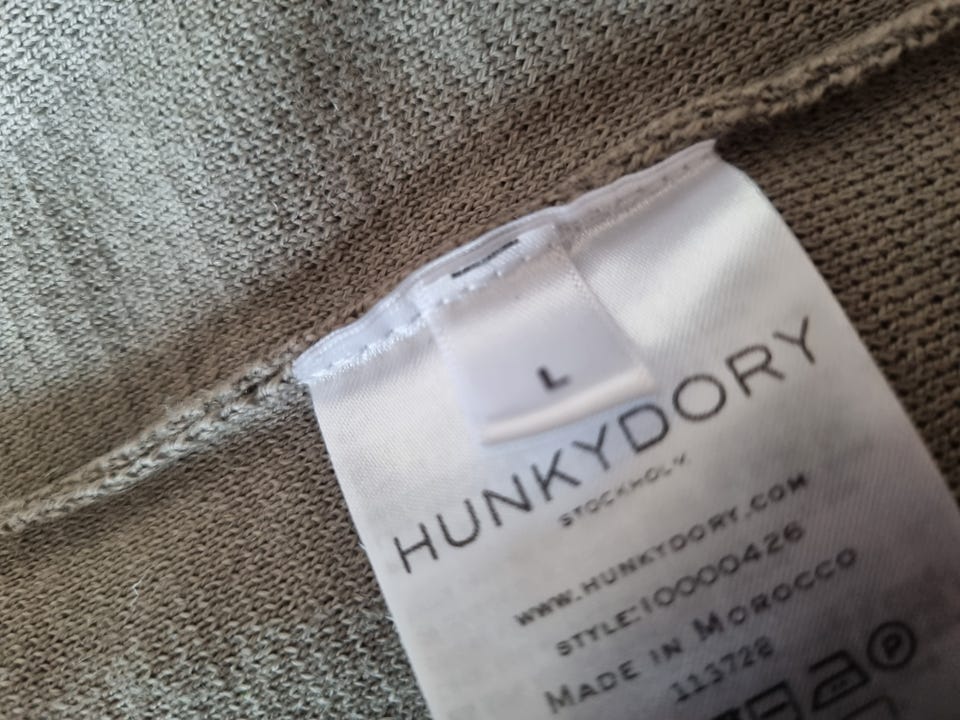 L
HUNKYDORY
STOCKHOLM
WWW.HUNKYDORY.COM
STYLE:10000426
MADE IN MOROCCO
113728
P